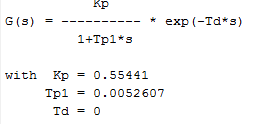 Kp
G(s) = ---------- * exp(-Td*s)
1+Tp1*s
with Kp = 0.55441
Tp1 = 0.0052607
Td = 0